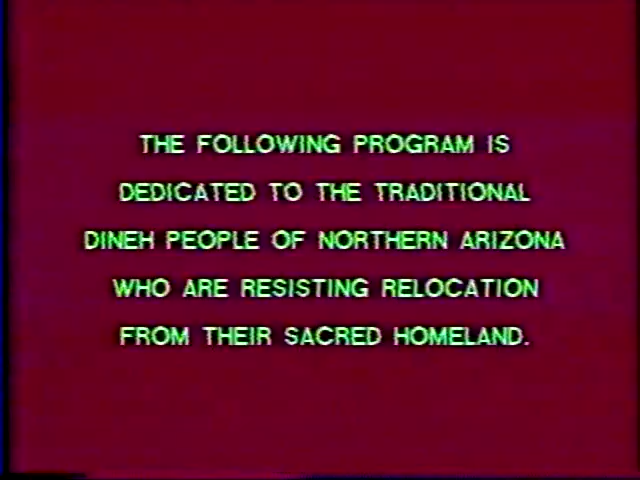 THE FOLLOWING PROGRAM IS
DEDICATED TO THE TRADITIONAL
DINEH PEOPLE OF NORTHERN ARIZONA
WHO ARE RESISTING RELOCATION
FROM THEIR SACRED HOMELAND.